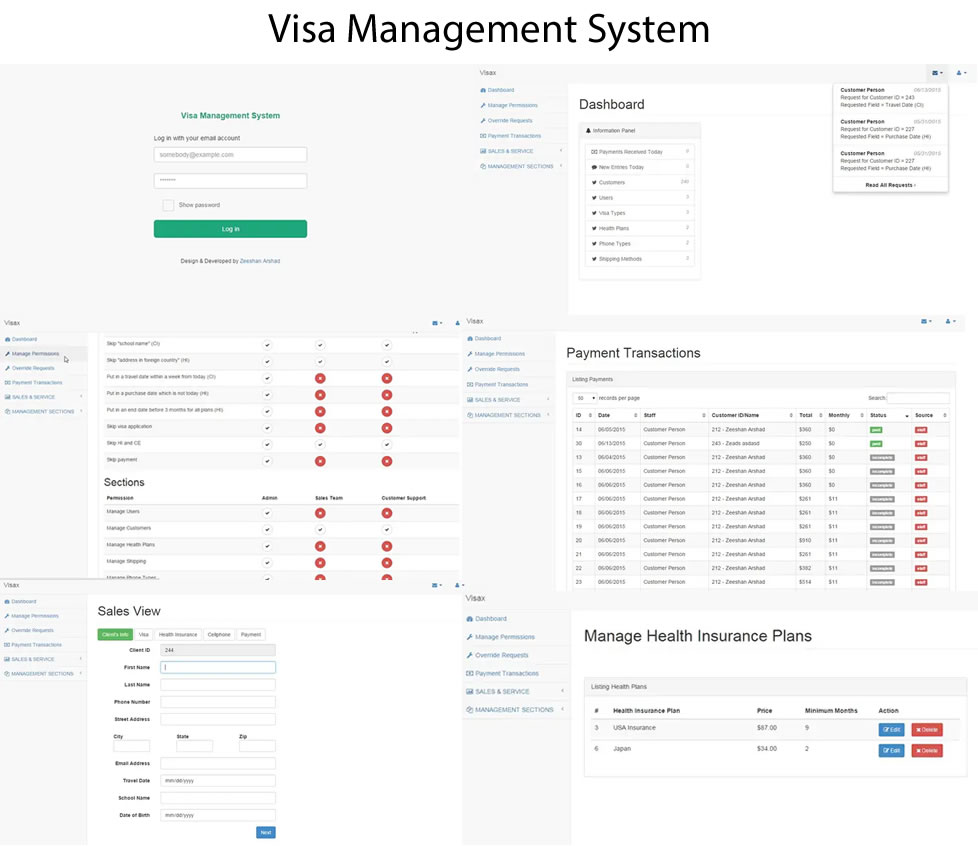 Visa Management System
Visa Management System
Log in with your email account
somebody@example.com
Show password
Log in
Design & Developed by Zeeshan Arshad
Visax
Dashboard
Manage Permissions
Override Requests
Payment Transactions
SALES & SERVICE
MANAGEMENT SECTIONS
Dashboard
Information Panel
Payments Received Today 0
New Entries Today 0
Customers 240
Users 3
Visa Types 3
Health Plans 2
Phone Types 2
Shipping Methods 3
Customer Person 06/13/2015
Request for Customer ID = 243
Requested Field = Travel Date (CI)
Customer Person 05/31/2015
Request for Customer ID = 227
Requested Field = Purchase Date (HI)
Customer Person 05/31/2015
Request for Customer ID = 227
Requested Field = Purchase Date (HI)
Read All Requests ›
Visax
Dashboard
Manage Permissions
Override Requests
Payment Transactions
SALES & SERVICE
MANAGEMENT SECTIONS
Skip "school name" (CI)
Skip "address in foreign country" (HI)
Put in a travel date within a week from today (CI)
Put in a purchase date which is not today (HI)
Put in an end date before 3 months for all plans (HI)
Skip visa application
Skip HI and CE
Skip payment
Sections
Permission Admin Sales Team Customer Support
Manage Users
Manage Customers
Manage Health Plans
Manage Shipping
Manage Phone Types
Visax
Dashboard
Manage Permissions
Override Requests
Payment Transactions
SALES & SERVICE
MANAGEMENT SECTIONS
Payment Transactions
Listing Payments
50 records per page Search:
ID Date Staff Customer ID/Name Total Monthly Status Source
14 06/05/2015 Customer Person 212 - Zeeshan Arshad $360 $0 paid staff
30 06/13/2015 Customer Person 243 - Zeads asdasd $250 $0 paid staff
13 06/04/2015 Customer Person 212 - Zeeshan Arshad $360 $0 incomplete staff
15 06/06/2015 Customer Person 212 - Zeeshan Arshad $360 $0 incomplete staff
16 06/06/2015 Customer Person 212 - Zeeshan Arshad $360 $0 incomplete staff
17 06/06/2015 Customer Person 212 - Zeeshan Arshad $261 $11 incomplete staff
18 06/06/2015 Customer Person 212 - Zeeshan Arshad $261 $11 incomplete staff
19 06/06/2015 Customer Person 212 - Zeeshan Arshad $261 $11 incomplete staff
20 06/06/2015 Customer Person 212 - Zeeshan Arshad $910 $11 incomplete staff
21 06/06/2015 Customer Person 212 - Zeeshan Arshad $261 $11 incomplete staff
22 06/06/2015 Customer Person 212 - Zeeshan Arshad $392 $11 incomplete staff
23 06/06/2015 Customer Person 212 - Zeeshan Arshad $514 $11 incomplete staff
Visax
Dashboard
Manage Permissions
Override Requests
Payment Transactions
SALES & SERVICE
MANAGEMENT SECTIONS
Sales View
Client's Info Visa Health Insurance Cellphone Payment
Client ID 244
First Name
Last Name
Phone Number
Street Address
City State Zip
Email Address
Travel Date mm/dd/yyyy
School Name
Date of Birth mm/dd/yyyy
Next
Visax
Dashboard
Manage Permissions
Override Requests
Payment Transactions
SALES & SERVICE
MANAGEMENT SECTIONS
Manage Health Insurance Plans
Listing Health Plans
# Health Insurance Plan Price Minimum Months Action
3 USA Insurance $87.00 9 Edit Delete
6 Japan $34.00 2 Edit Delete